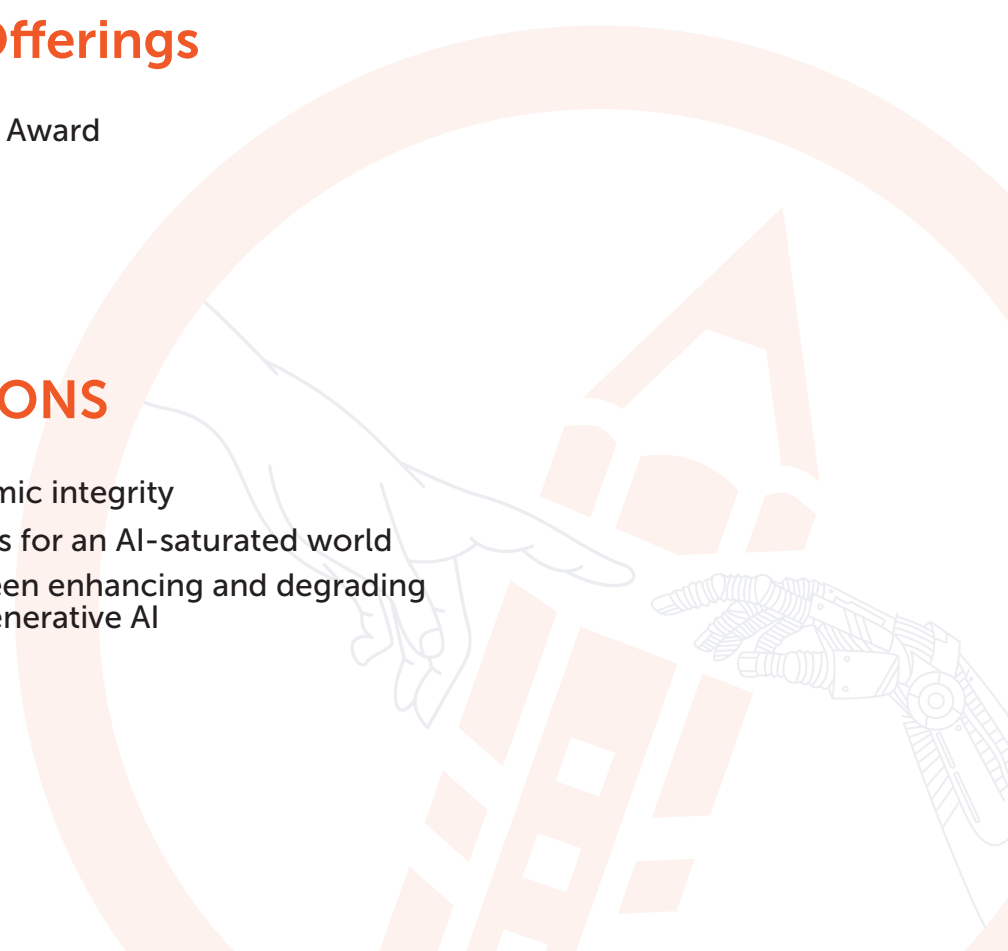 Offerings
Award
ONS
mic integrity
s for an AI-saturated world
een enhancing and degrading
enerative AI